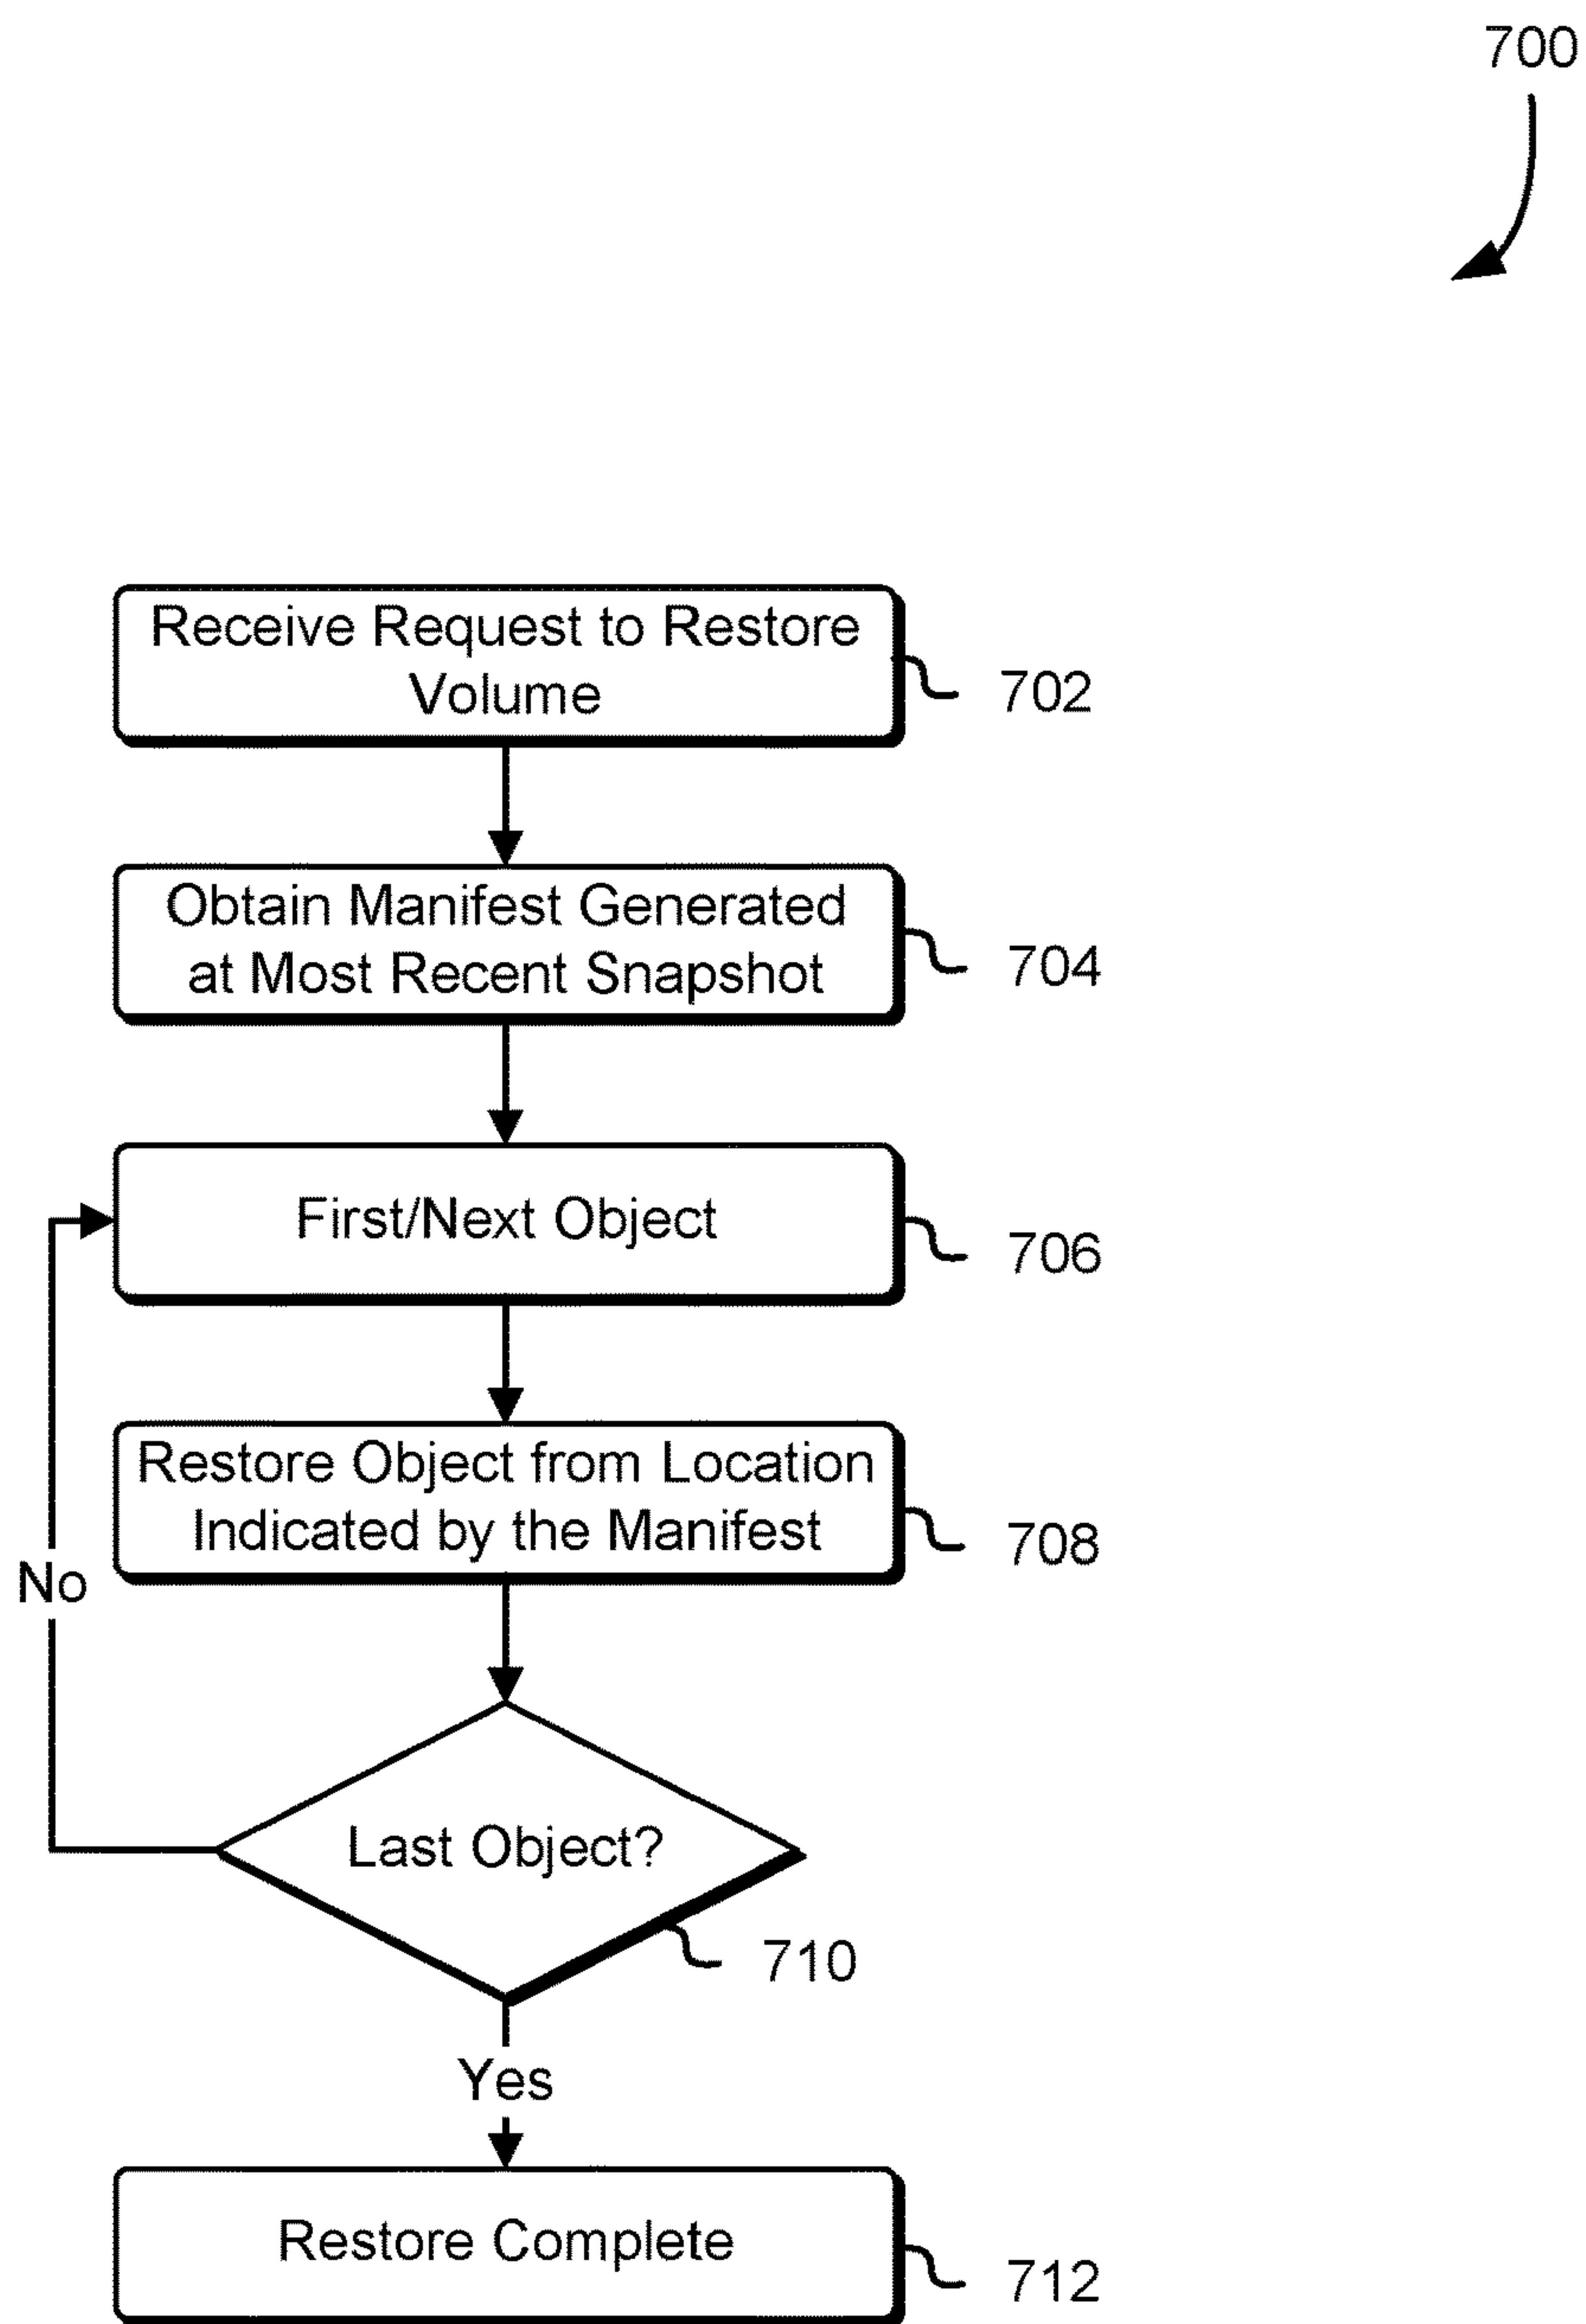 700
Receive Request to Restore
Volume
702
Obtain Manifest Generated
at Most Recent Snapshot
704
First/Next Object
706
Restore Object from Location
Indicated by the Manifest
708
No
Last Object?
710
Yes
Restore Complete
712